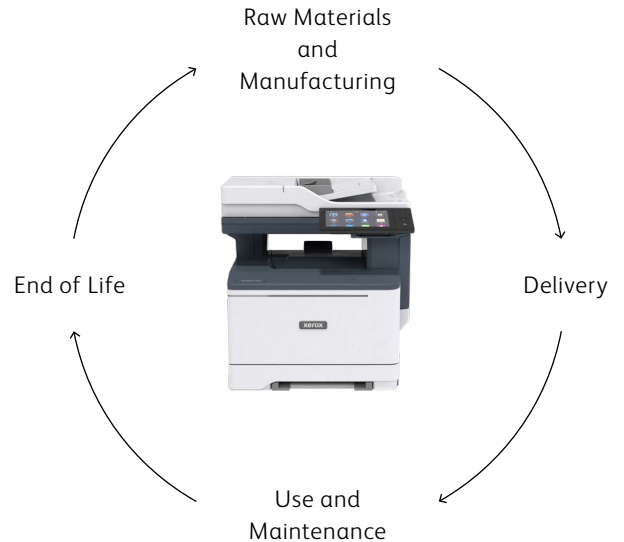 Raw Materials
and
Manufacturing
End of Life
Delivery
xerox
Use and
Maintenance